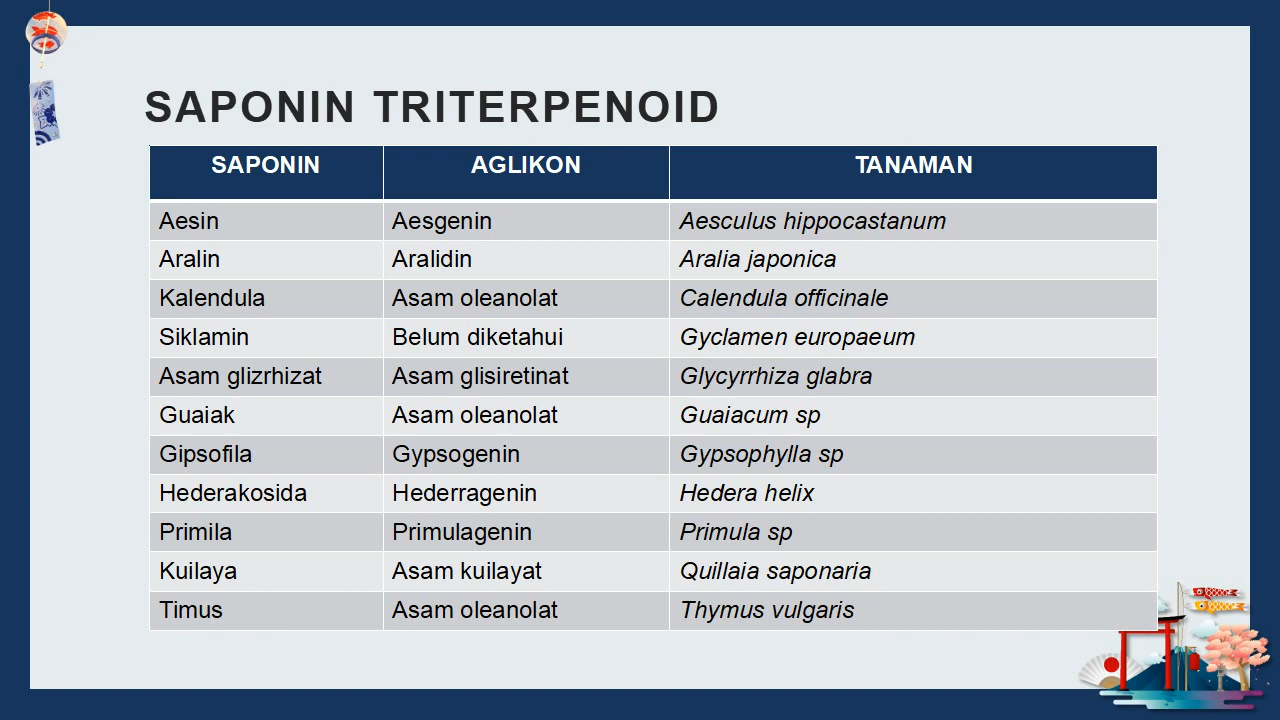 SAPONIN TRITERPENOID
SAPONIN AGLIKON TANAMAN
Aesin Aesgenin Aesculus hippocastanum
Aralin Aralidin Aralia japonica
Kalendula Asam oleanolat Calendula officinale
Siklamin Belum diketahui Gyclamen europaeum
Asam glizrhizat Asam glisiretinat Glycyrrhiza glabra
Guaiak Asam oleanolat Guaiacum sp
Gipsofila Gypsogenin Gypsophylla sp
Hederakosida Hederragenin Hedera helix
Primila Primulagenin Primula sp
Kuilaya Asam kuilayat Quillaia saponaria
Timus Asam oleanolat Thymus vulgaris